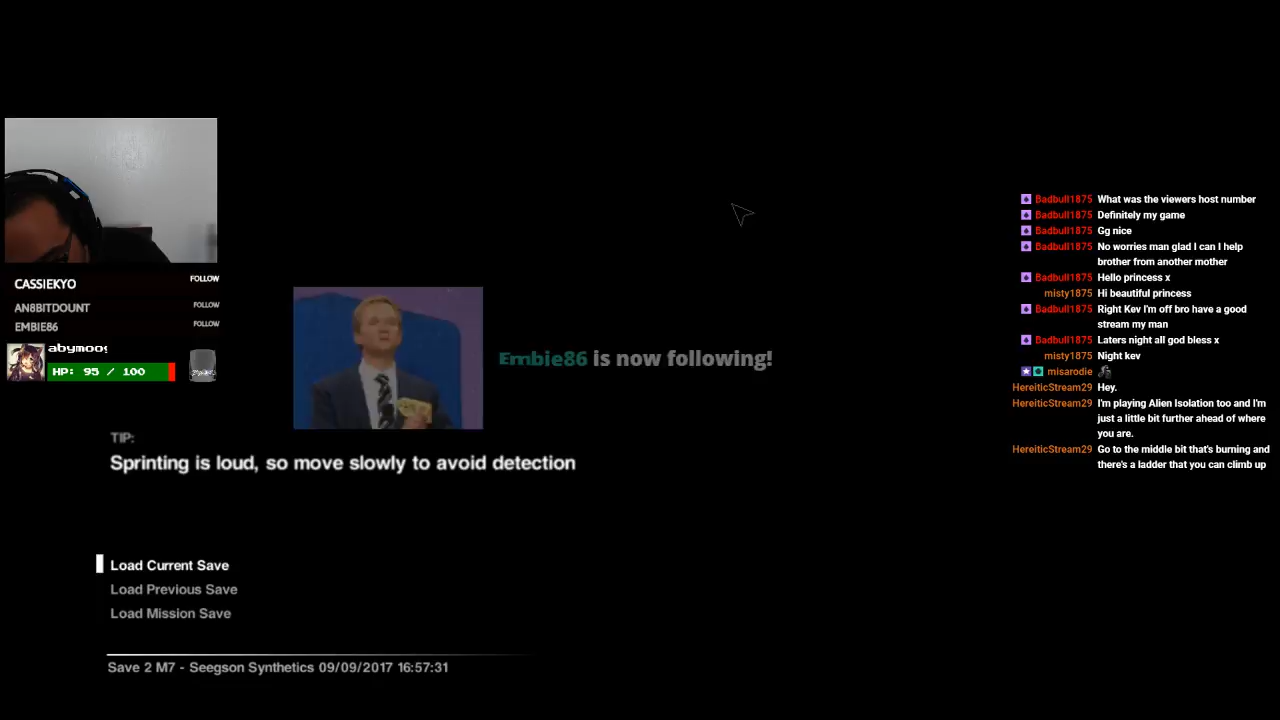 CASSIEKYO FOLLOW
AN8BITDOUNT FOLLOW
EMBIE86 FOLLOW
HP: 95 / 100
Embie86 is now following!
TIP:
Sprinting is loud, so move slowly to avoid detection
Load Current Save
Load Previous Save
Load Mission Save
Save 2 M7 - Seegson Synthetics 09/09/2017 16:57:31
Badbull1875 What was the viewers host number
Badbull1875 Definitely my game
Badbull1875 Gg nice
Badbull1875 No worries man glad I can I help
brother from another mother
Badbull1875 Hello princess x
misty1875 Hi beautiful princess
Badbull1875 Right Kev I'm off bro have a good
stream my man
Badbull1875 Laters night all god bless x
misty1875 Night kev
misarodie
HereiticStream29 Hey.
HereiticStream29 I'm playing Alien Isolation too and I'm
just a little bit further ahead of where
you are.
HereiticStream29 Go to the middle bit that's burning and
there's a ladder that you can climb up